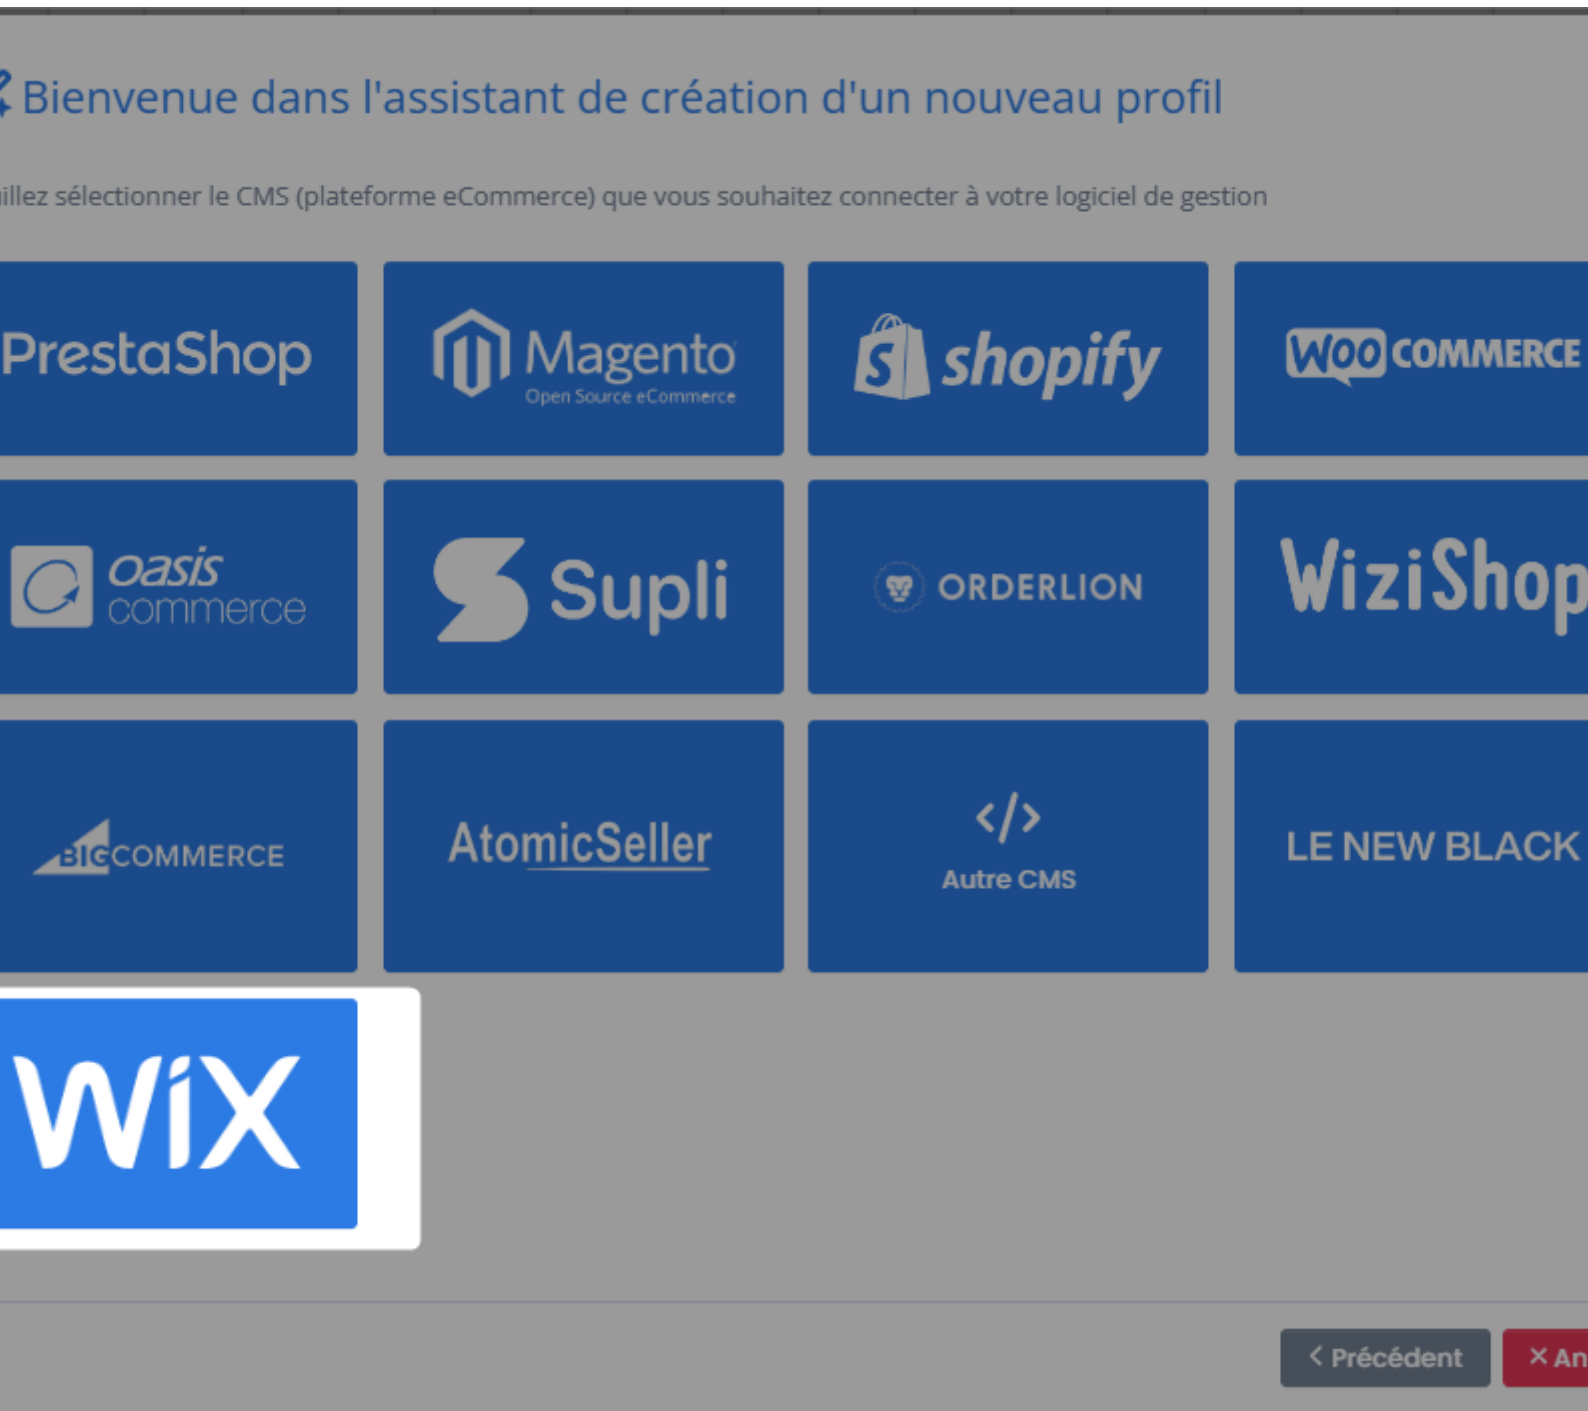 Bienvenue dans l'assistant de création d'un nouveau profil
illez sélectionner le CMS (plateforme eCommerce) que vous souhaitez connecter à votre logiciel de gestion
PrestaShop
Magento
Open Source eCommerce
shopify
WOO COMMERCE
oasis
commerce
Supli
ORDERLION
WiziShop
BIGCOMMERCE
AtomicSeller
</>
Autre CMS
LE NEW BLACK
WiX
< Précédent
× An